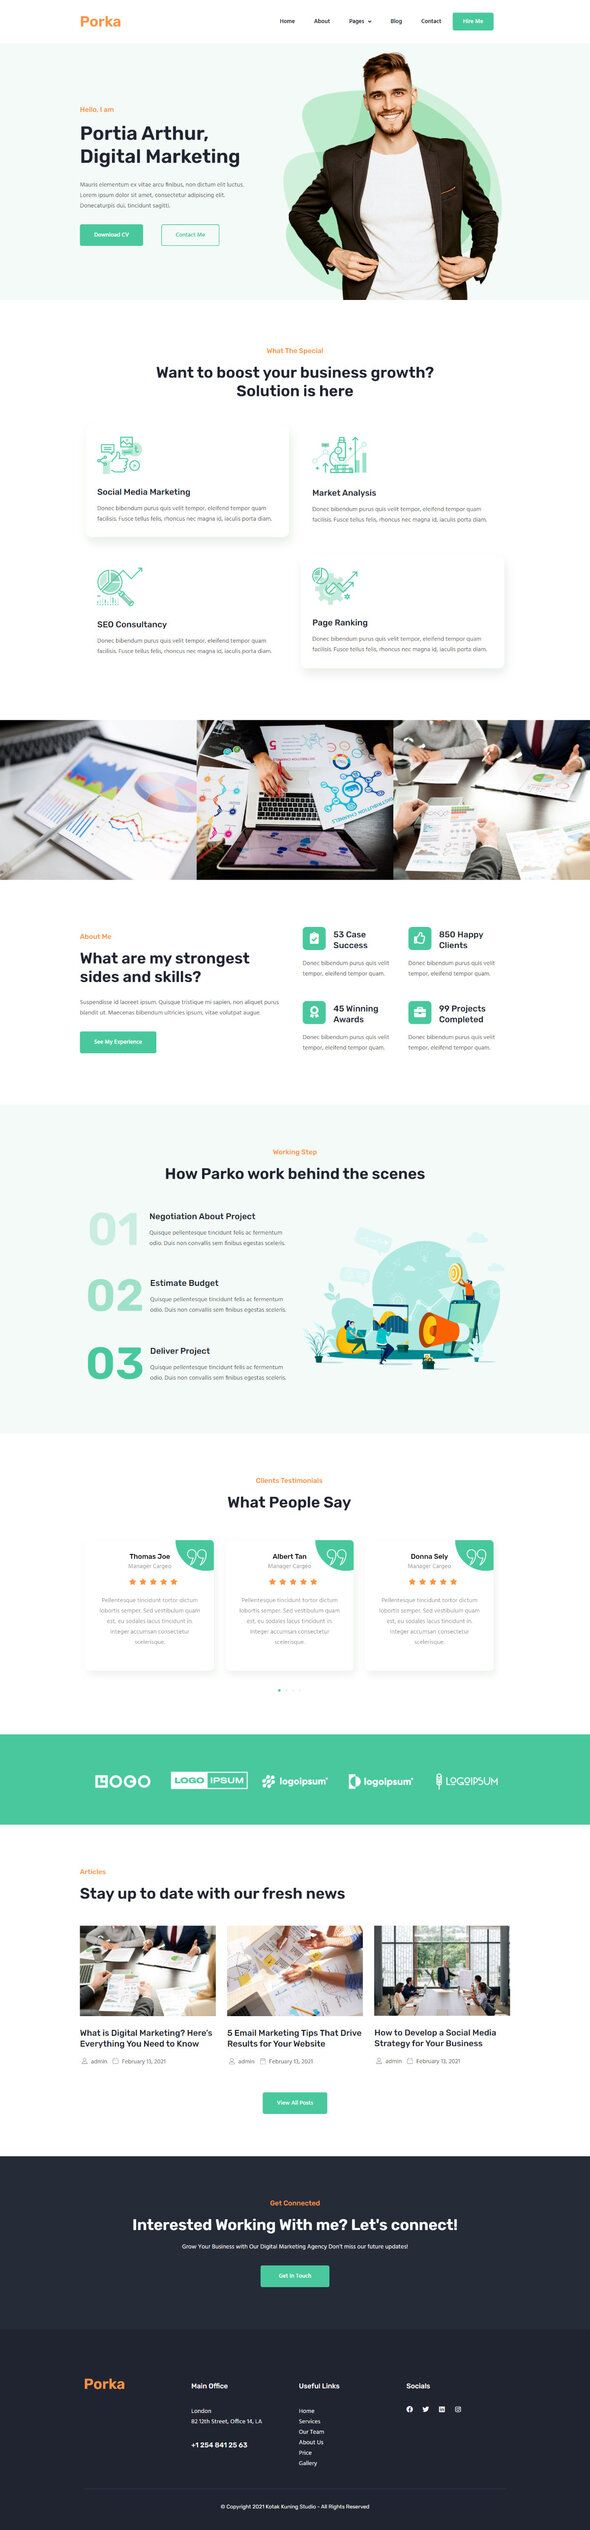 Porka
Home
About
Pages
Blog
Contact
Hire Me
Hello, I am
Portia Arthur,
Digital Marketing
Mauris elementum ex vitae arcu finibus, non dictum elit luctus.
Lorem ipsum dolor sit amet, consectetur adipiscing elit.
Donecaturpis dui, tincidunt sagitti.
Download CV
Contact Me
What The Special
Want to boost your business growth?
Solution is here
Social Media Marketing
Donec bibendum purus quis velit tempor, eleifend tempor quam
facilisis. Fusce tellus felis, rhoncus nec magna id, iaculis porta diam.
Market Analysis
Donec bibendum purus quis velit tempor, eleifend tempor quam
facilisis. Fusce tellus felis, rhoncus nec magna id, iaculis porta diam.
SEO Consultancy
Donec bibendum purus quis velit tempor, eleifend tempor quam
facilisis. Fusce tellus felis, rhoncus nec magna id, iaculis porta diam.
Page Ranking
Donec bibendum purus quis velit tempor, eleifend tempor quam
facilisis. Fusce tellus felis, rhoncus nec magna id, iaculis porta diam.
DISTRIBUTION CHANNELS
About Me
What are my strongest
sides and skills?
Suspendisse id laoreet ipsum. Quisque tristique mi sapien, non aliquet purus
blandit ut. Maecenas bibendum ultricies ipsum, vitae volutpat augue.
See My Experience
53 Case
Success
Donec bibendum purus quis velit
tempor, eleifend tempor quam.
850 Happy
Clients
Donec bibendum purus quis velit
tempor, eleifend tempor quam.
45 Winning
Awards
Donec bibendum purus quis velit
tempor, eleifend tempor quam.
99 Projects
Completed
Donec bibendum purus quis velit
tempor, eleifend tempor quam.
Working Step
How Parko work behind the scenes
01
Negotiation About Project
Quisque pellentesque tincidunt felis ac fermentum
odio. Duis non convallis sem finibus egestas sceleris.
02
Estimate Budget
Quisque pellentesque tincidunt felis ac fermentum
odio. Duis non convallis sem finibus egestas sceleris.
03
Deliver Project
Quisque pellentesque tincidunt felis ac fermentum
odio. Duis non convallis sem finibus egestas sceleris.
Clients Testimonials
What People Say
Thomas Joe
Manager Cargeo
Pellentesque tincidunt tortor dictum
lobortis semper. Sed vestibulum quam
est, eu sodales lacus tincidunt in.
Integer accumsan consectetur
scelerisque.
Albert Tan
Manager Cargeo
Pellentesque tincidunt tortor dictum
lobortis semper. Sed vestibulum quam
est, eu sodales lacus tincidunt in.
Integer accumsan consectetur
scelerisque.
Donna Sely
Manager Cargeo
Pellentesque tincidunt tortor dictum
lobortis semper. Sed vestibulum quam
est, eu sodales lacus tincidunt in.
Integer accumsan consectetur
scelerisque.
LOGO
LOGO IPSUM
logoipsum
logoipsum
LOGOIPSUM
Articles
Stay up to date with our fresh news
What is Digital Marketing? Here's
Everything You Need to Know
admin
February 13, 2021
5 Email Marketing Tips That Drive
Results for Your Website
admin
February 13, 2021
How to Develop a Social Media
Strategy for Your Business
admin
February 13, 2021
View All Posts
Get Connected
Interested Working With me? Let's connect!
Grow Your Business with Our Digital Marketing Agency Don't miss our future updates!
Get In Touch
Porka
Main Office
London
82 12th Street, Office 14, LA
+1 254 841 25 63
Useful Links
Home
Services
Our Team
About Us
Price
Gallery
Socials
© Copyright 2021 Kotak Kuning Studio - All Rights Reserved